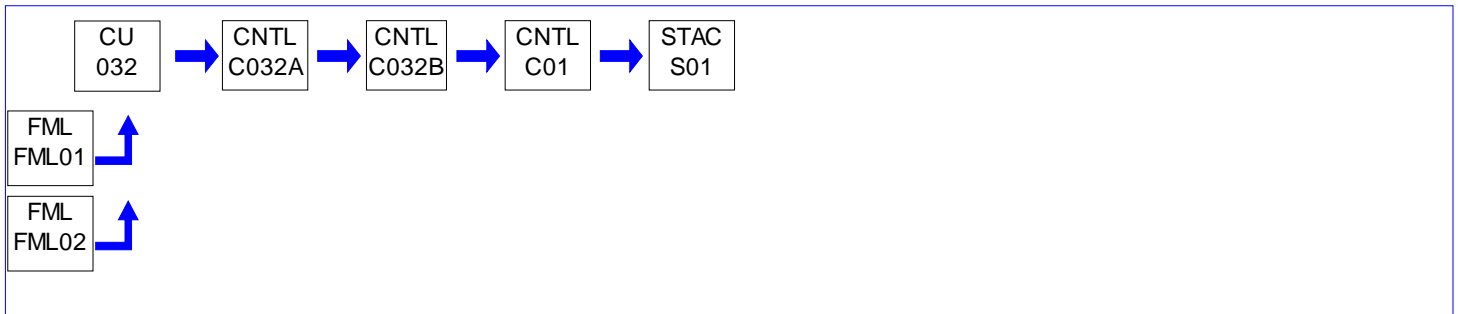 CU
032
CNTL
C032A
CNTL
C032B
CNTL
C01
STAC
S01
FML
FML01
FML
FML02